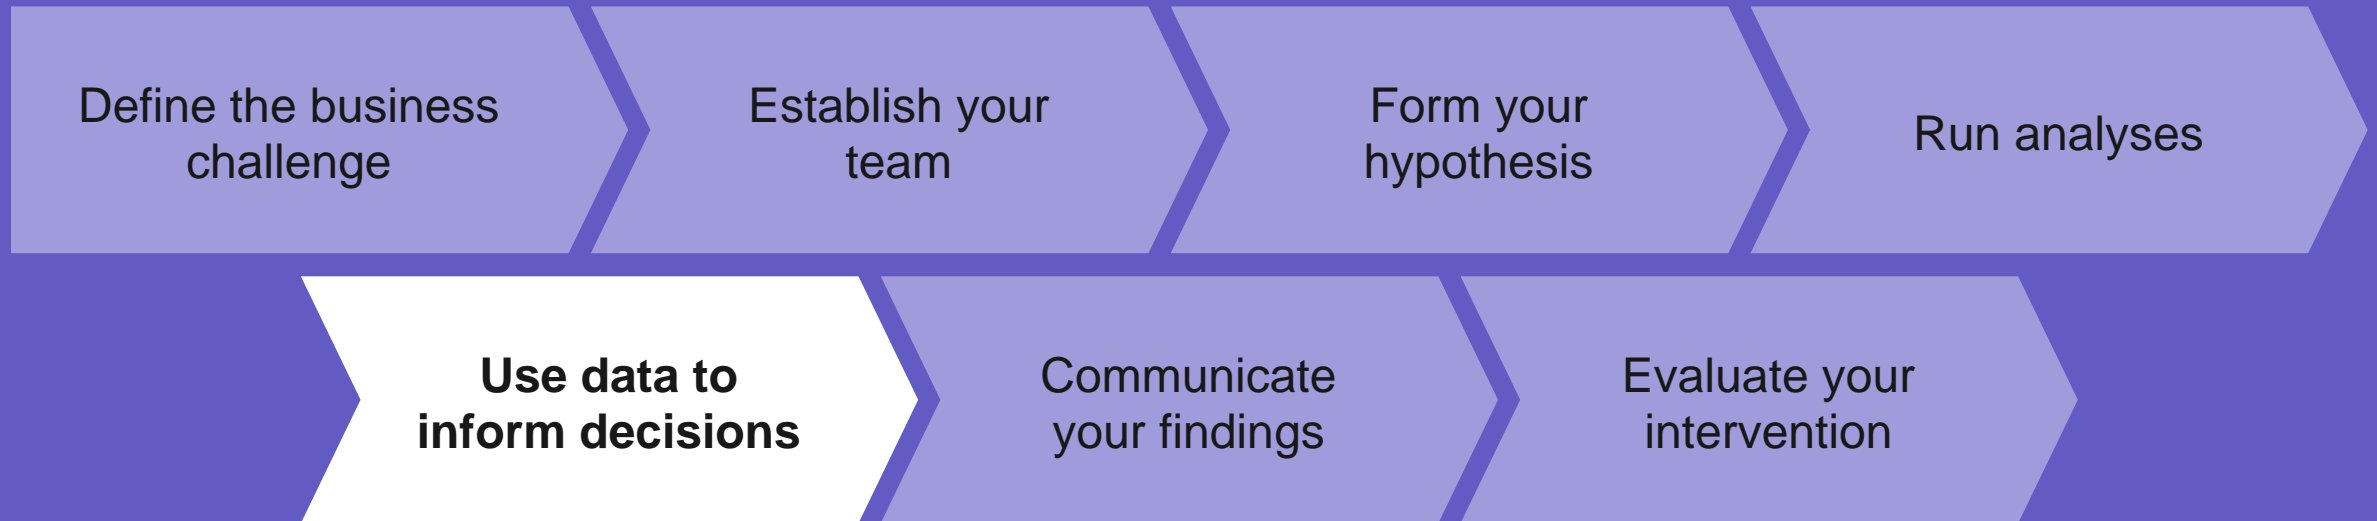 Define the business
challenge
Establish your
team
Form your
hypothesis
Run analyses
Use data to
inform decisions
Communicate
your findings
Evaluate your
intervention